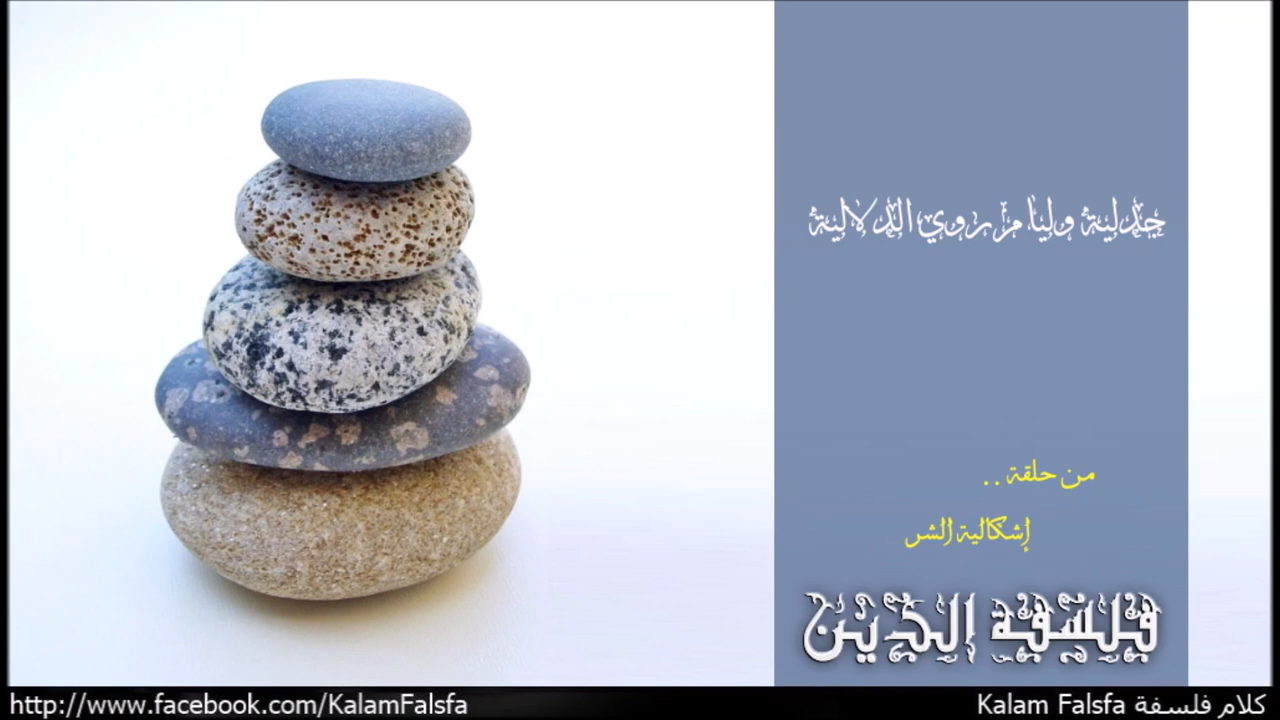 جدلية وليام روي الدلالية
من حلقة ..
إشكالية الشر
فلسفة الدين
http://www.facebook.com/KalamFalsfa
Kalam Falsfa كلام فلسفة